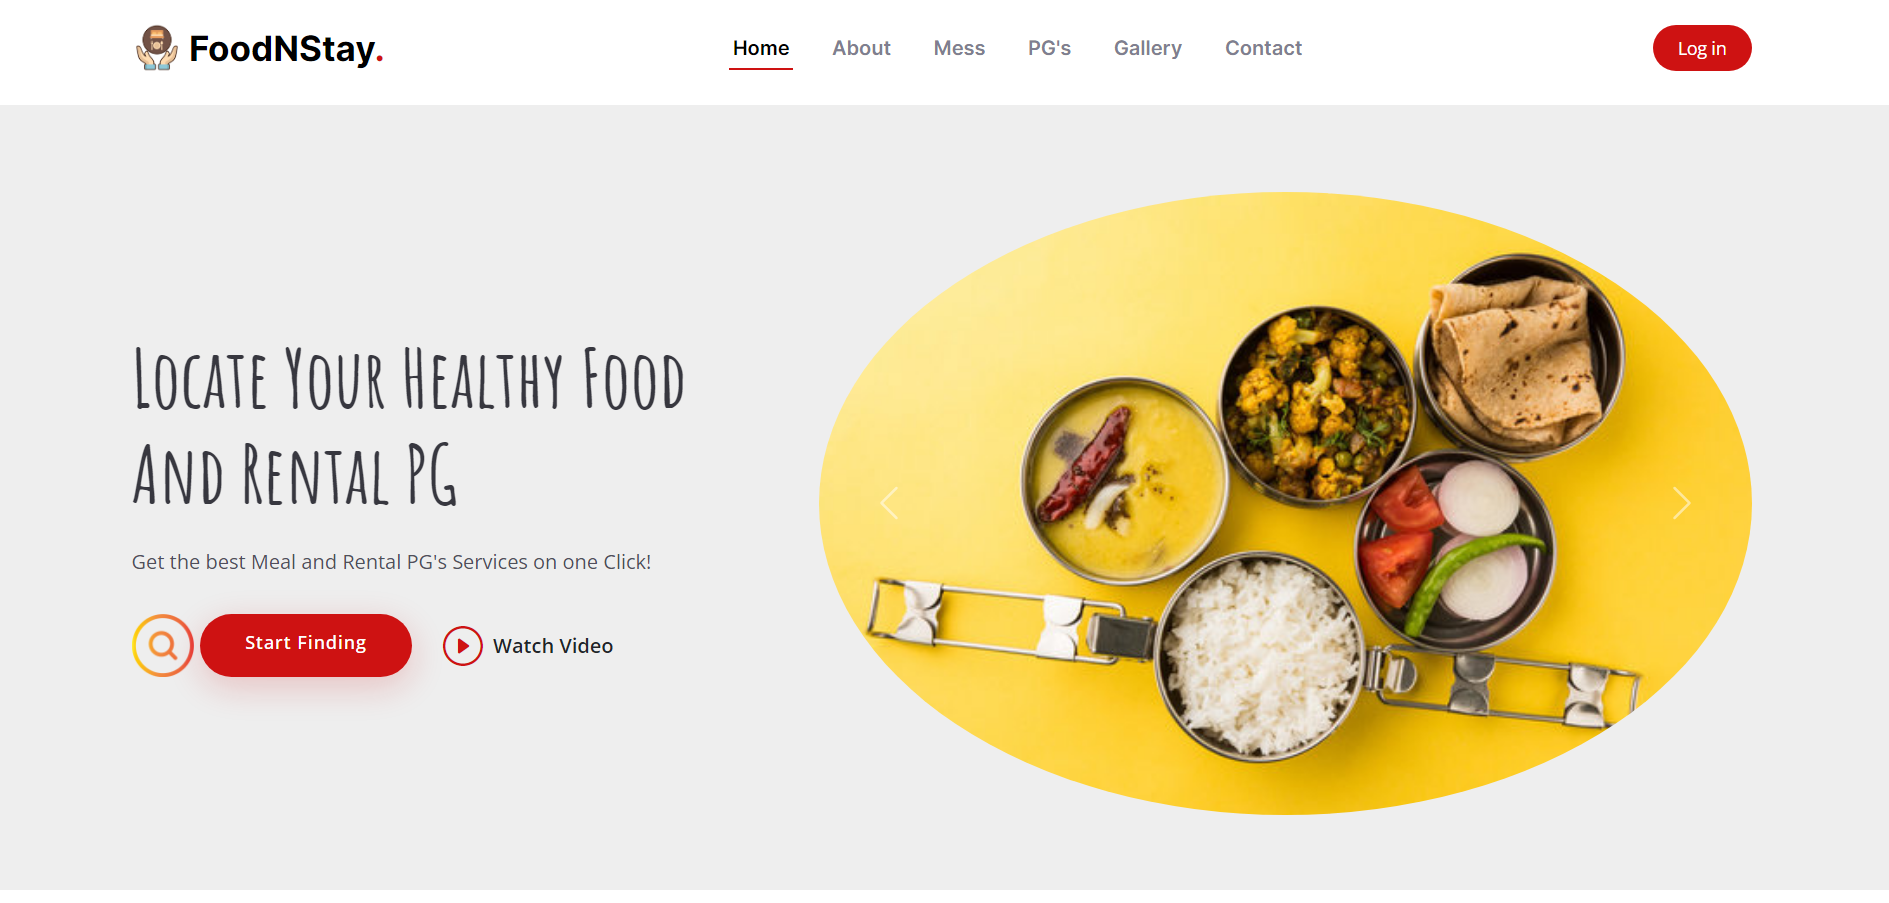 FoodNStay.
Home About Mess PG's Gallery Contact
Log in
Locate Your Healthy Food
And Rental PG
Get the best Meal and Rental PG's Services on one Click!
Start Finding
Watch Video